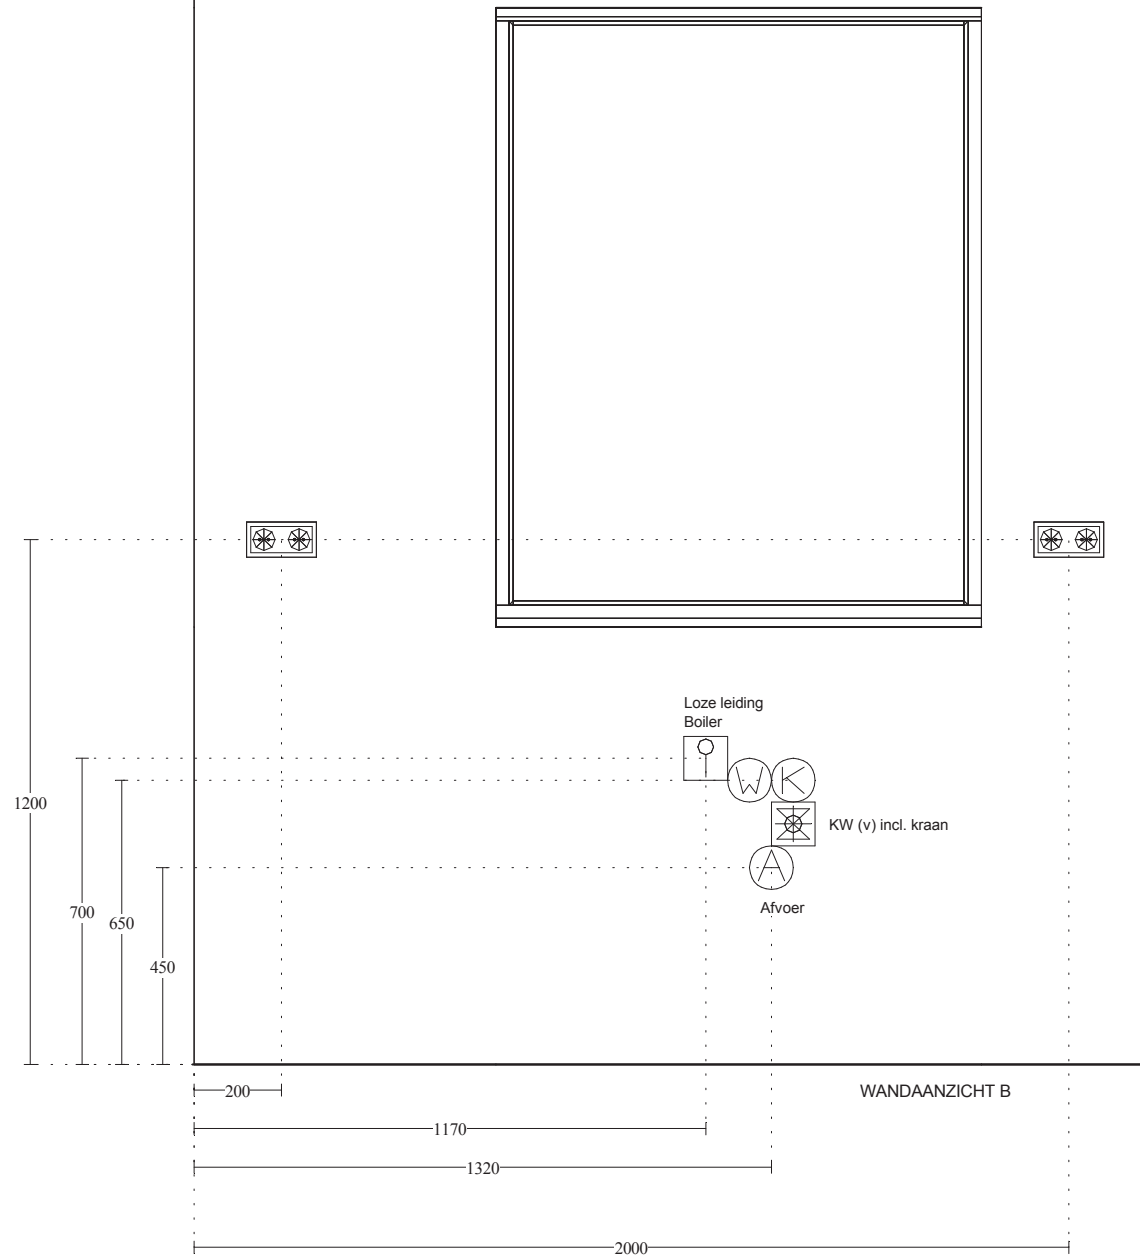 Loze leiding
Boiler
W K
1200
KW (v) incl. kraan
A
700
Afvoer
650
450
200
WANDAANZICHT B
1170
1320
2000